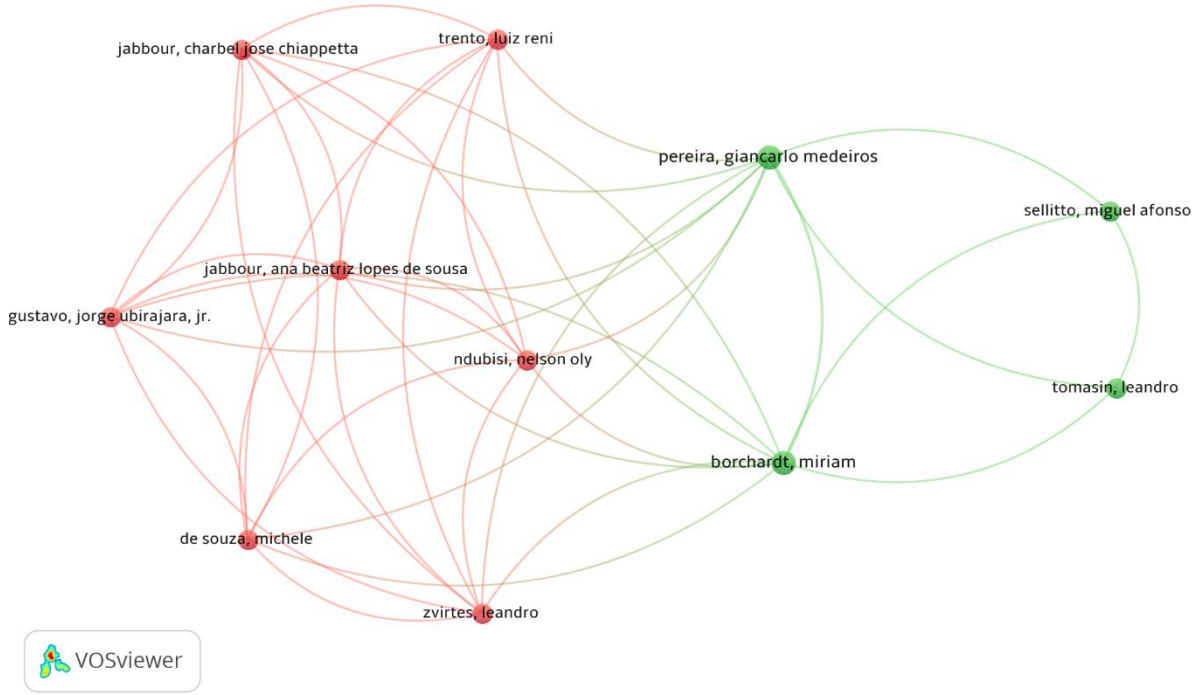 trento, luiz reni
jabbour, charbel jose chiappetta
pereira, giancarlo medeiros
sellitto, miguel afonso
jabbour, ana beatriz lopes de sousa
gustavo, jorge ubirajara, jr.
ndubisi, nelson oly
tomasin, leandro
borchardt, miriam
de souza, michele
zvirtes, leandro
VOSviewer